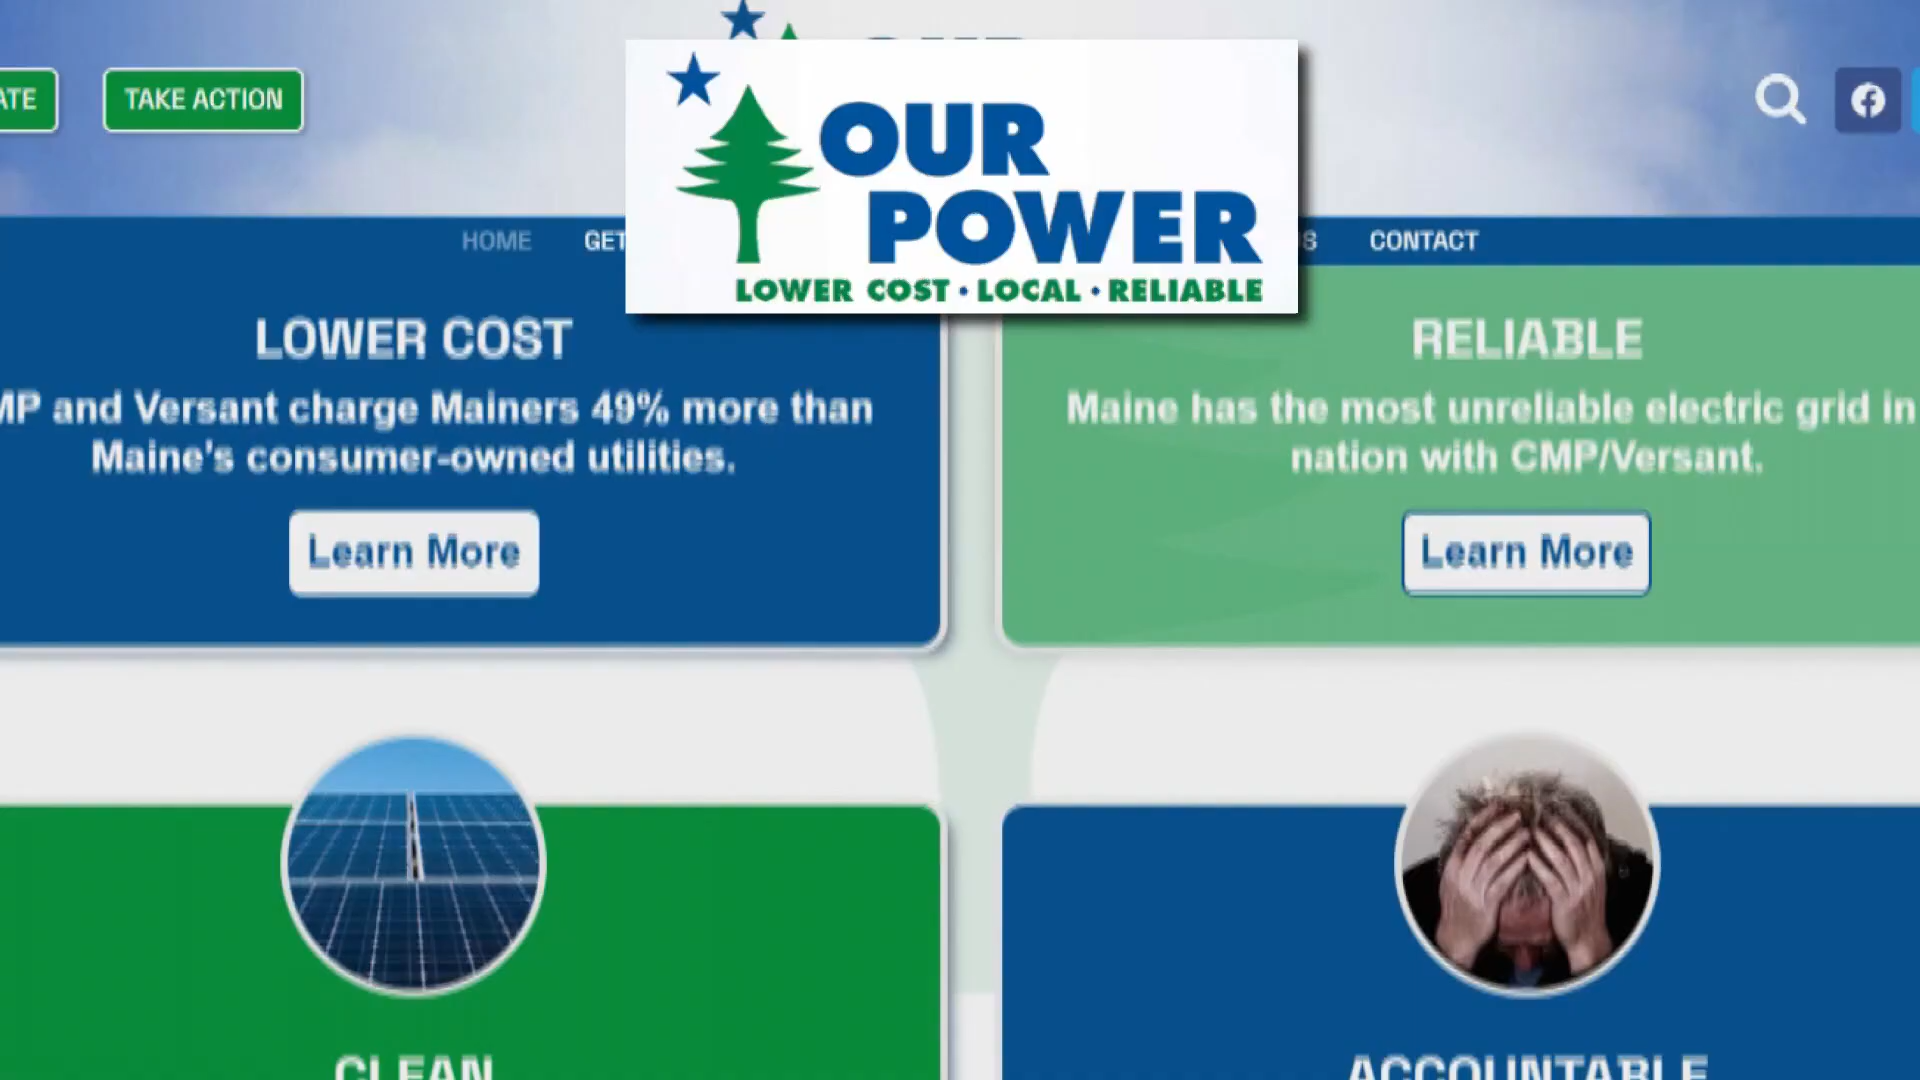 ATE
TAKE ACTION
OUR
POWER
LOWER COST · LOCAL · RELIABLE
HOME
GET
S
CONTACT
LOWER COST
MP and Versant charge Mainers 49% more than
Maine's consumer-owned utilities.
Learn More
RELIABLE
Maine has the most unreliable electric grid in
nation with CMP/Versant.
Learn More
CLEAN
ACCOUNTABLE